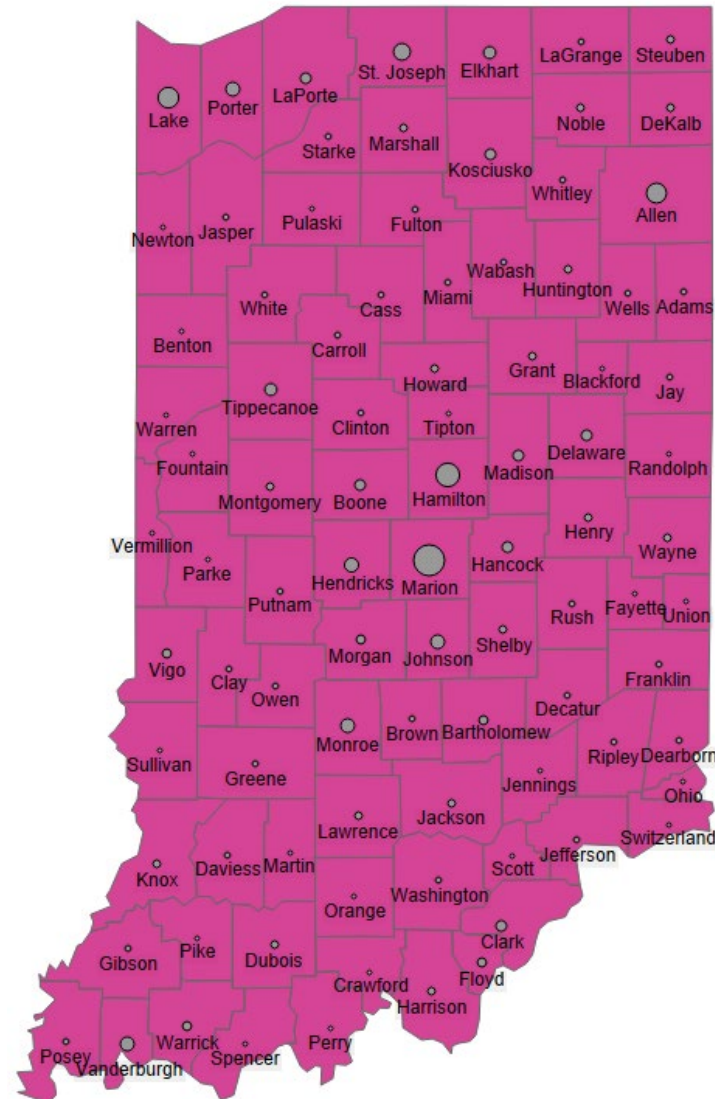 LaGrange
Steuben
St. Joseph
Elkhart
LaPorte
Porter
Lake
Noble
DeKalb
Starke
Marshall
Kosciusko
Whitley
Allen
Pulaski
Fulton
Jasper
Newton
Wabash
Huntington
Miami
White
Cass
Wells
Adams
Benton
Carroll
Howard
Grant
Blackford
Jay
Tippecanoe
Clinton
Tipton
Warren
Delaware
Fountain
Madison
Randolph
Montgomery
Boone
Hamilton
Henry
Vermillion
Wayne
Hancock
Parke
Hendricks
Marion
Putnam
Rush
Fayette
Union
Shelby
Morgan
Johnson
Vigo
Clay
Owen
Franklin
Decatur
Monroe
Brown
Bartholomew
Sullivan
Ripley
Dearborn
Greene
Jennings
Ohio
Jackson
Lawrence
Switzerland
Jefferson
Daviess
Martin
Scott
Knox
Washington
Orange
Clark
Pike
Dubois
Gibson
Floyd
Crawford
Harrison
Warrick
Perry
Posey
Vanderburgh
Spencer